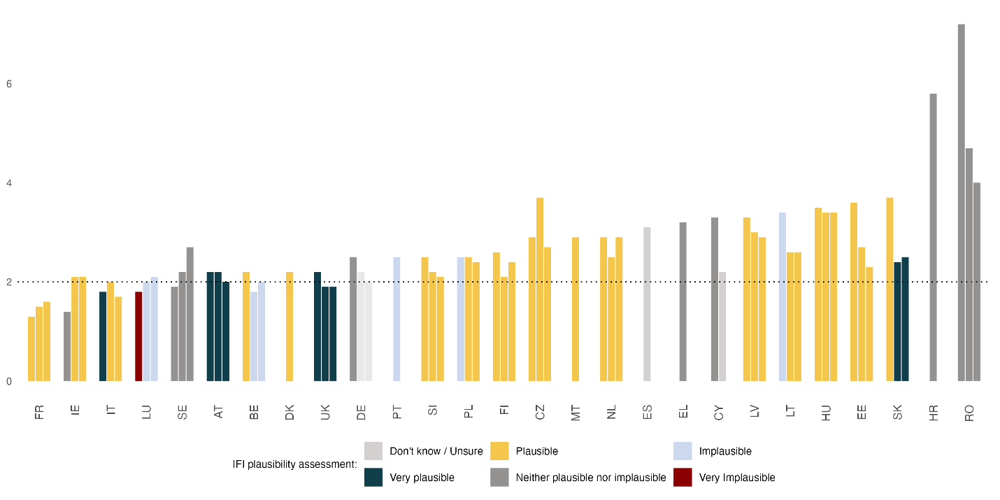 6
4
2
0
FR IE IT LU SE AT BE DK UK DE PT SI PL FI CZ MT NL ES EL CY LV LT HU EE SK HR RO
IFI plausibility assessment:
Don't know / Unsure Plausible Implausible
Very plausible Neither plausible nor implausible Very Implausible